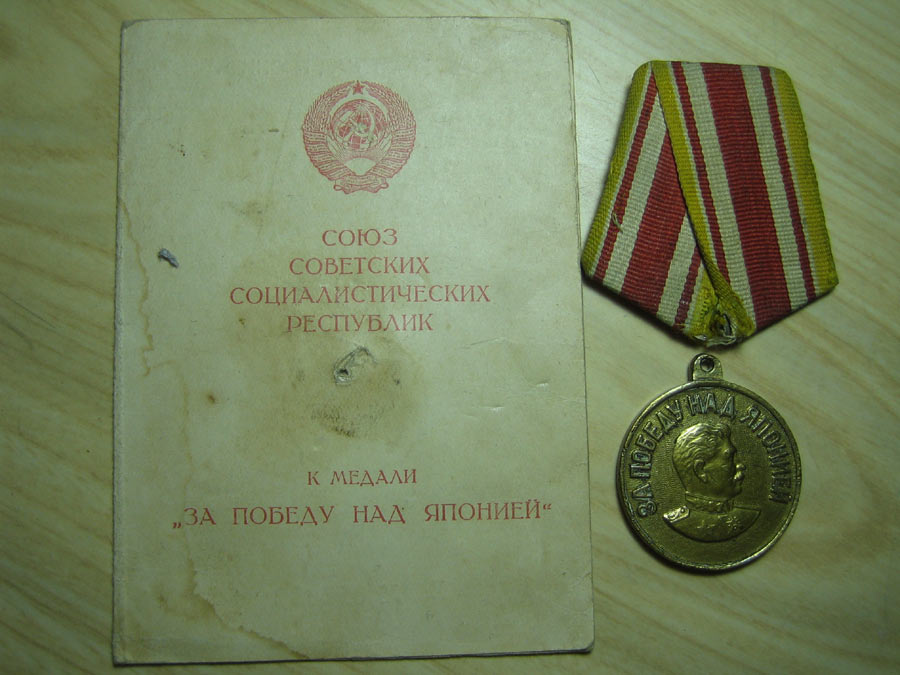 СОЮЗ
СОВЕТСКИХ
СОЦИАЛИСТИЧЕСКИХ
РЕСПУБЛИК
К МЕДАЛИ
„ЗА ПОБЕДУ НАД ЯПОНИЕЙ“
ЗА ПОБЕДУ НАД ЯПОНИЕЙ